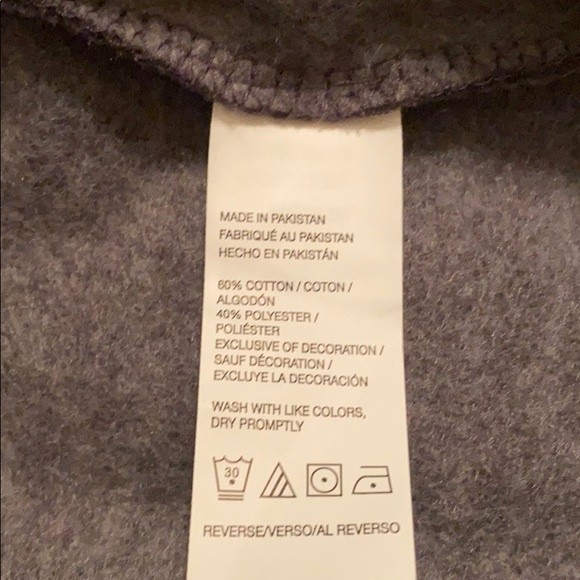 MADE IN PAKISTAN
FABRIQUÉ AU PAKISTAN
HECHO EN PAKISTÁN
60% COTTON / COTON /
ALGODÓN
40% POLYESTER /
POLIÉSTER
EXCLUSIVE OF DECORATION /
SAUF DÉCORATION /
EXCLUYE LA DECORACIÓN
WASH WITH LIKE COLORS,
DRY PROMPTLY
30
REVERSE/VERSO/AL REVERSO